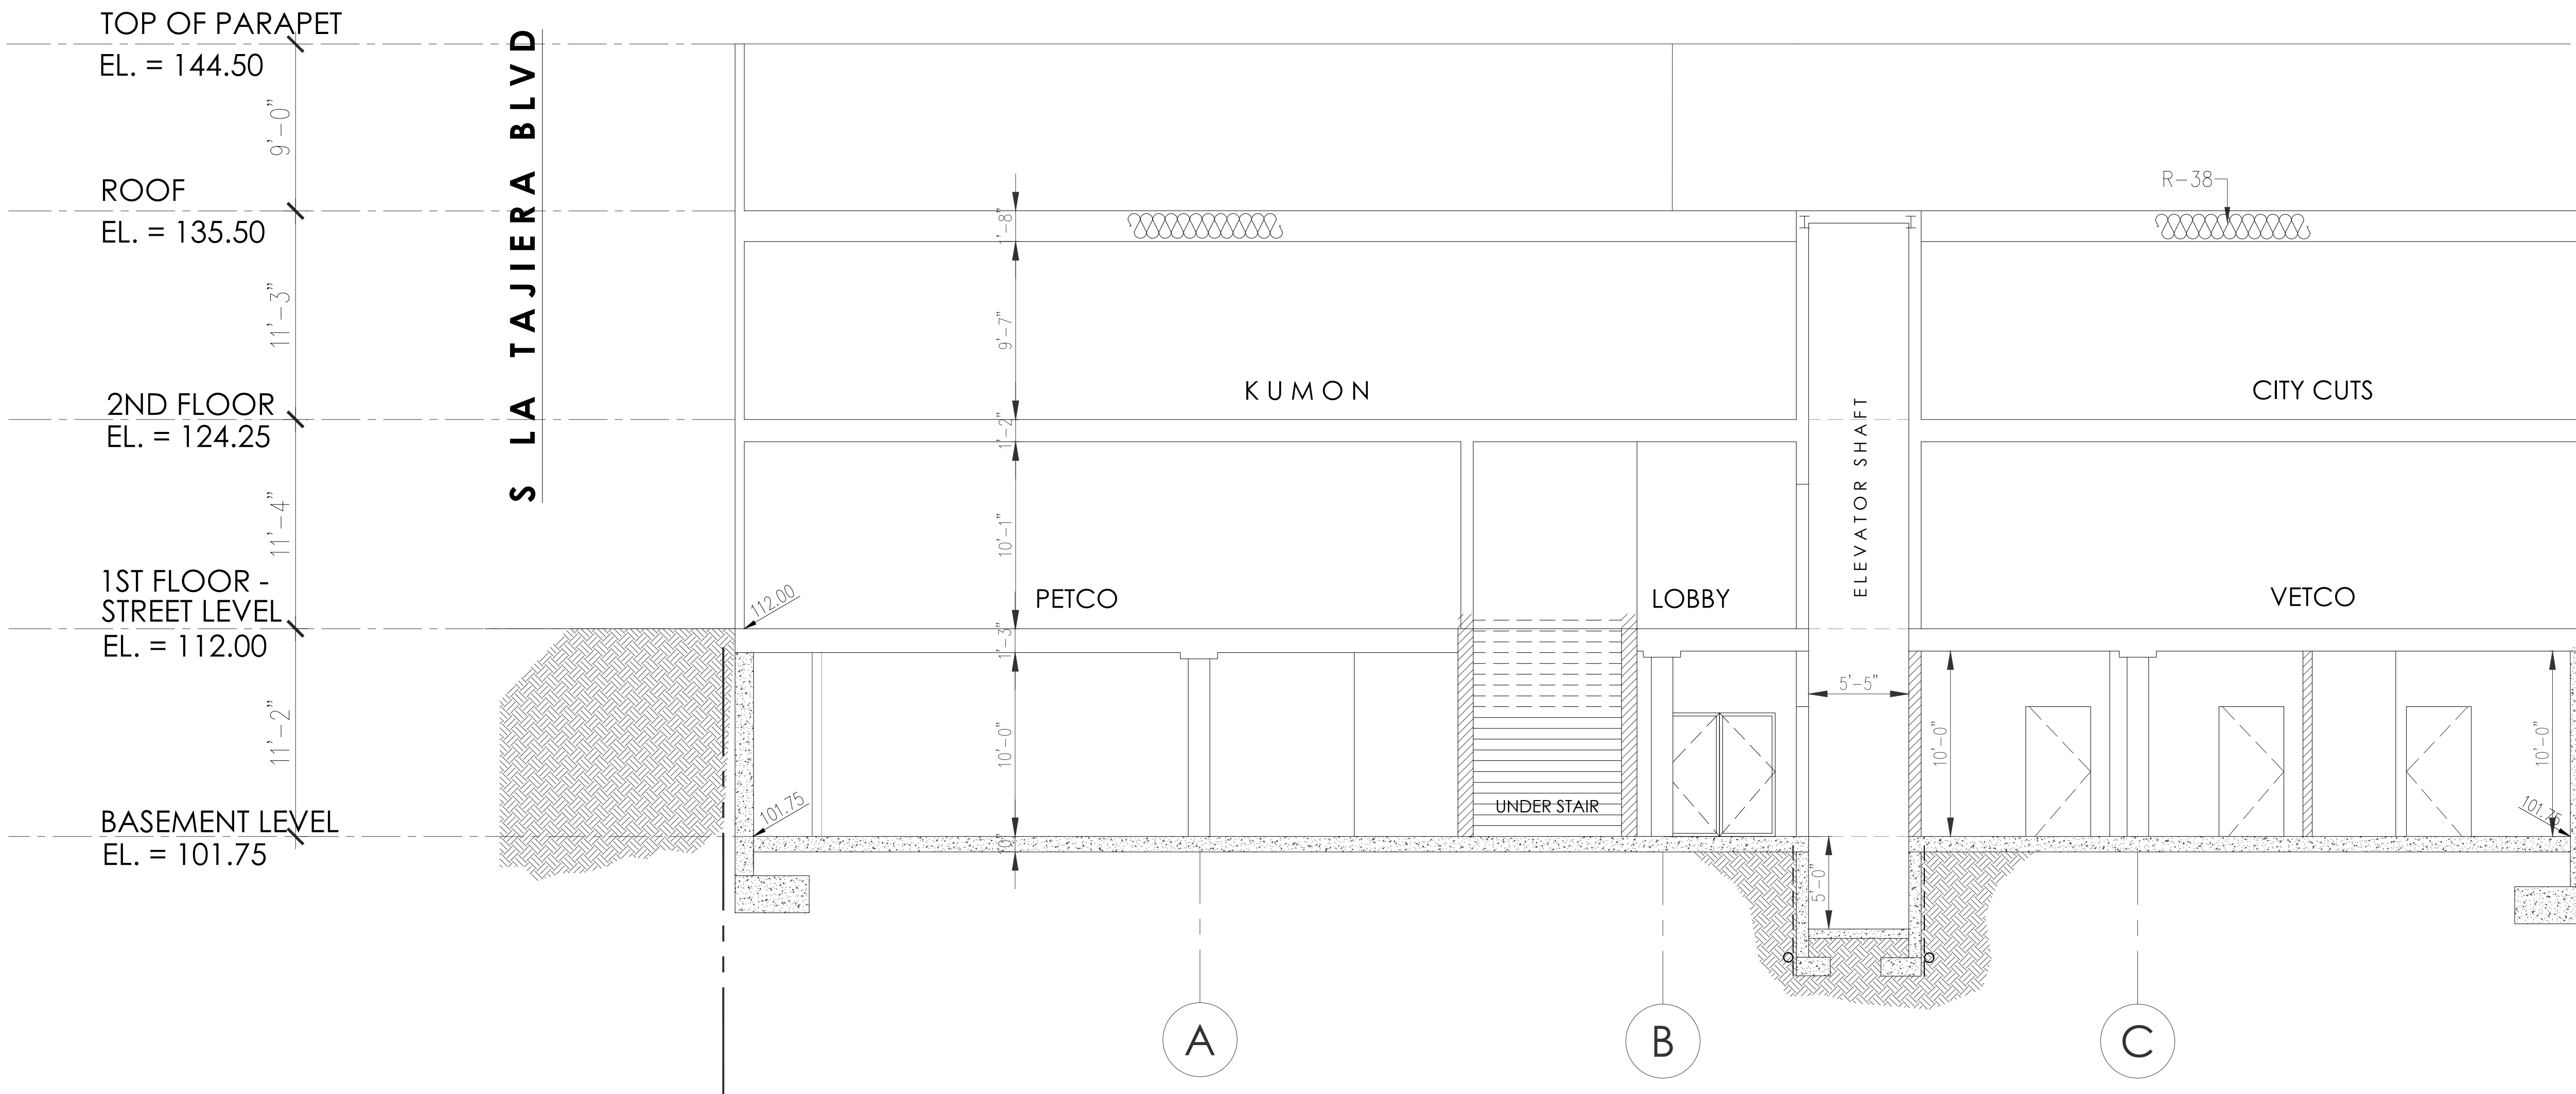 TOP OF PARAPET
EL. = 144.50
9'-0"
ROOF
EL. = 135.50
11'-3"
2ND FLOOR
EL. = 124.25
11'-4"
1ST FLOOR -
STREET LEVEL
EL. = 112.00
11'-2"
BASEMENT LEVEL
EL. = 101.75
S LA TAJIERA BLVD
1'-8"
9'-7"
1'-2"
10'-1"
1'-3"
10'-0"
10"
R-38
KUMON
CITY CUTS
ELEVATOR SHAFT
112.00
PETCO
LOBBY
VETCO
5'-5"
10'-0"
10'-0"
101.75
UNDER STAIR
101.75
5'-0"
A
B
C